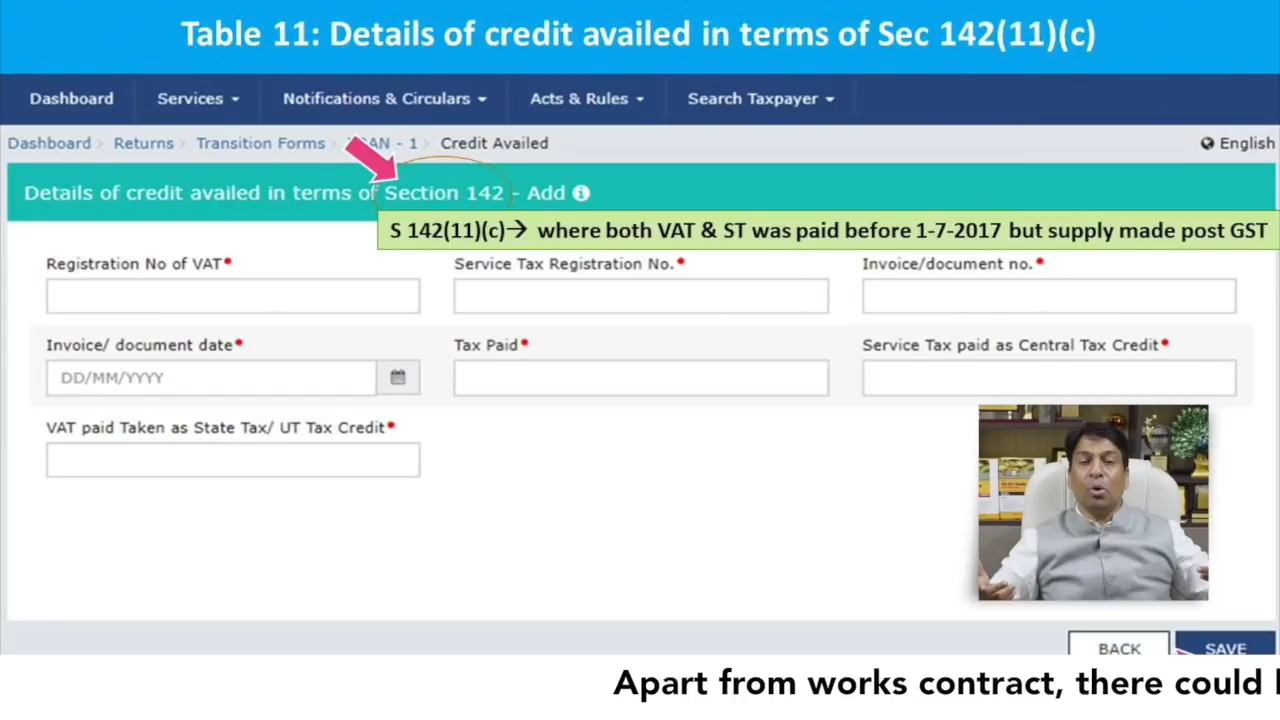 Table 11: Details of credit availed in terms of Sec 142(11)(c)
Dashboard Services Notifications & Circulars Acts & Rules Search Taxpayer
Dashboard > Returns > Transition Forms > AN - 1 > Credit Availed English
Details of credit availed in terms of Section 142 - Add
S 142(11)(c)→ where both VAT & ST was paid before 1-7-2017 but supply made post GST
Registration No of VAT• Service Tax Registration No.• Invoice/document no.•
Invoice/ document date• Tax Paid• Service Tax paid as Central Tax Credit•
DD/MM/YYYY
VAT paid Taken as State Tax/ UT Tax Credit•
BACK SAVE
Apart from works contract, there could